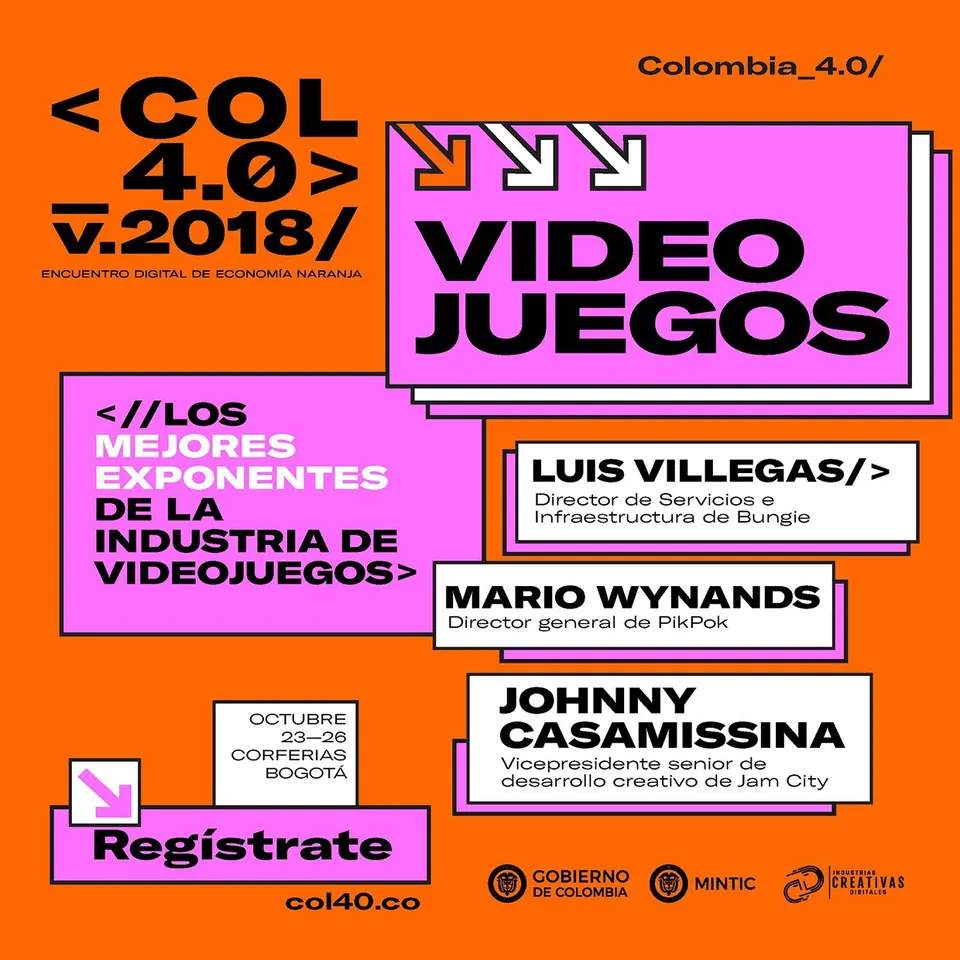 Colombia_4.0/
<COL
4.0>
_v.2018/
ENCUENTRO DIGITAL DE ECONOMÍA NARANJA
VIDEO
JUEGOS
<//LOS
MEJORES
EXPONENTES
DE LA
INDUSTRIA DE
VIDEOJUEGOS>
LUIS VILLEGAS/>
Director de Servicios e
Infraestructura de Bungie
MARIO WYNANDS
Director general de PikPok
JOHNNY
CASAMISSINA
Vicepresidente senior de
desarrollo creativo de Jam City
OCTUBRE
23—26
CORFERIAS
BOGOTÁ
Regístrate
col40.co
GOBIERNO
DE COLOMBIA
MINTIC
INDUSTRIAS
CREATIVAS
DIGITALES